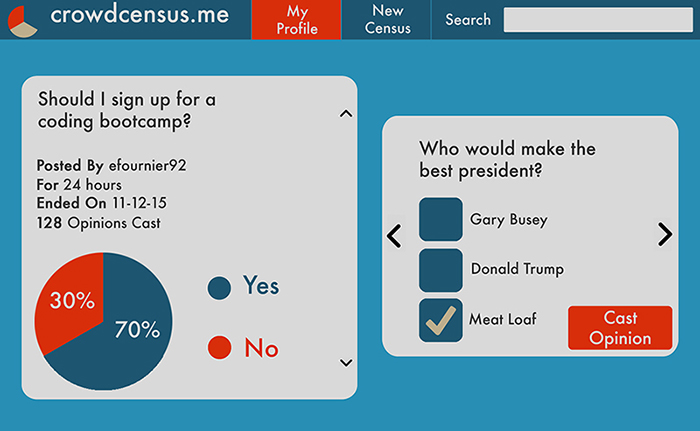 crowdcensus.me
My
Profile
New
Census
Search
Should I sign up for a
coding bootcamp?
Posted By efournier92
For 24 hours
Ended On 11-12-15
128 Opinions Cast
30%
70%
Yes
No
Who would make the
best president?
Gary Busey
Donald Trump
Meat Loaf
Cast
Opinion